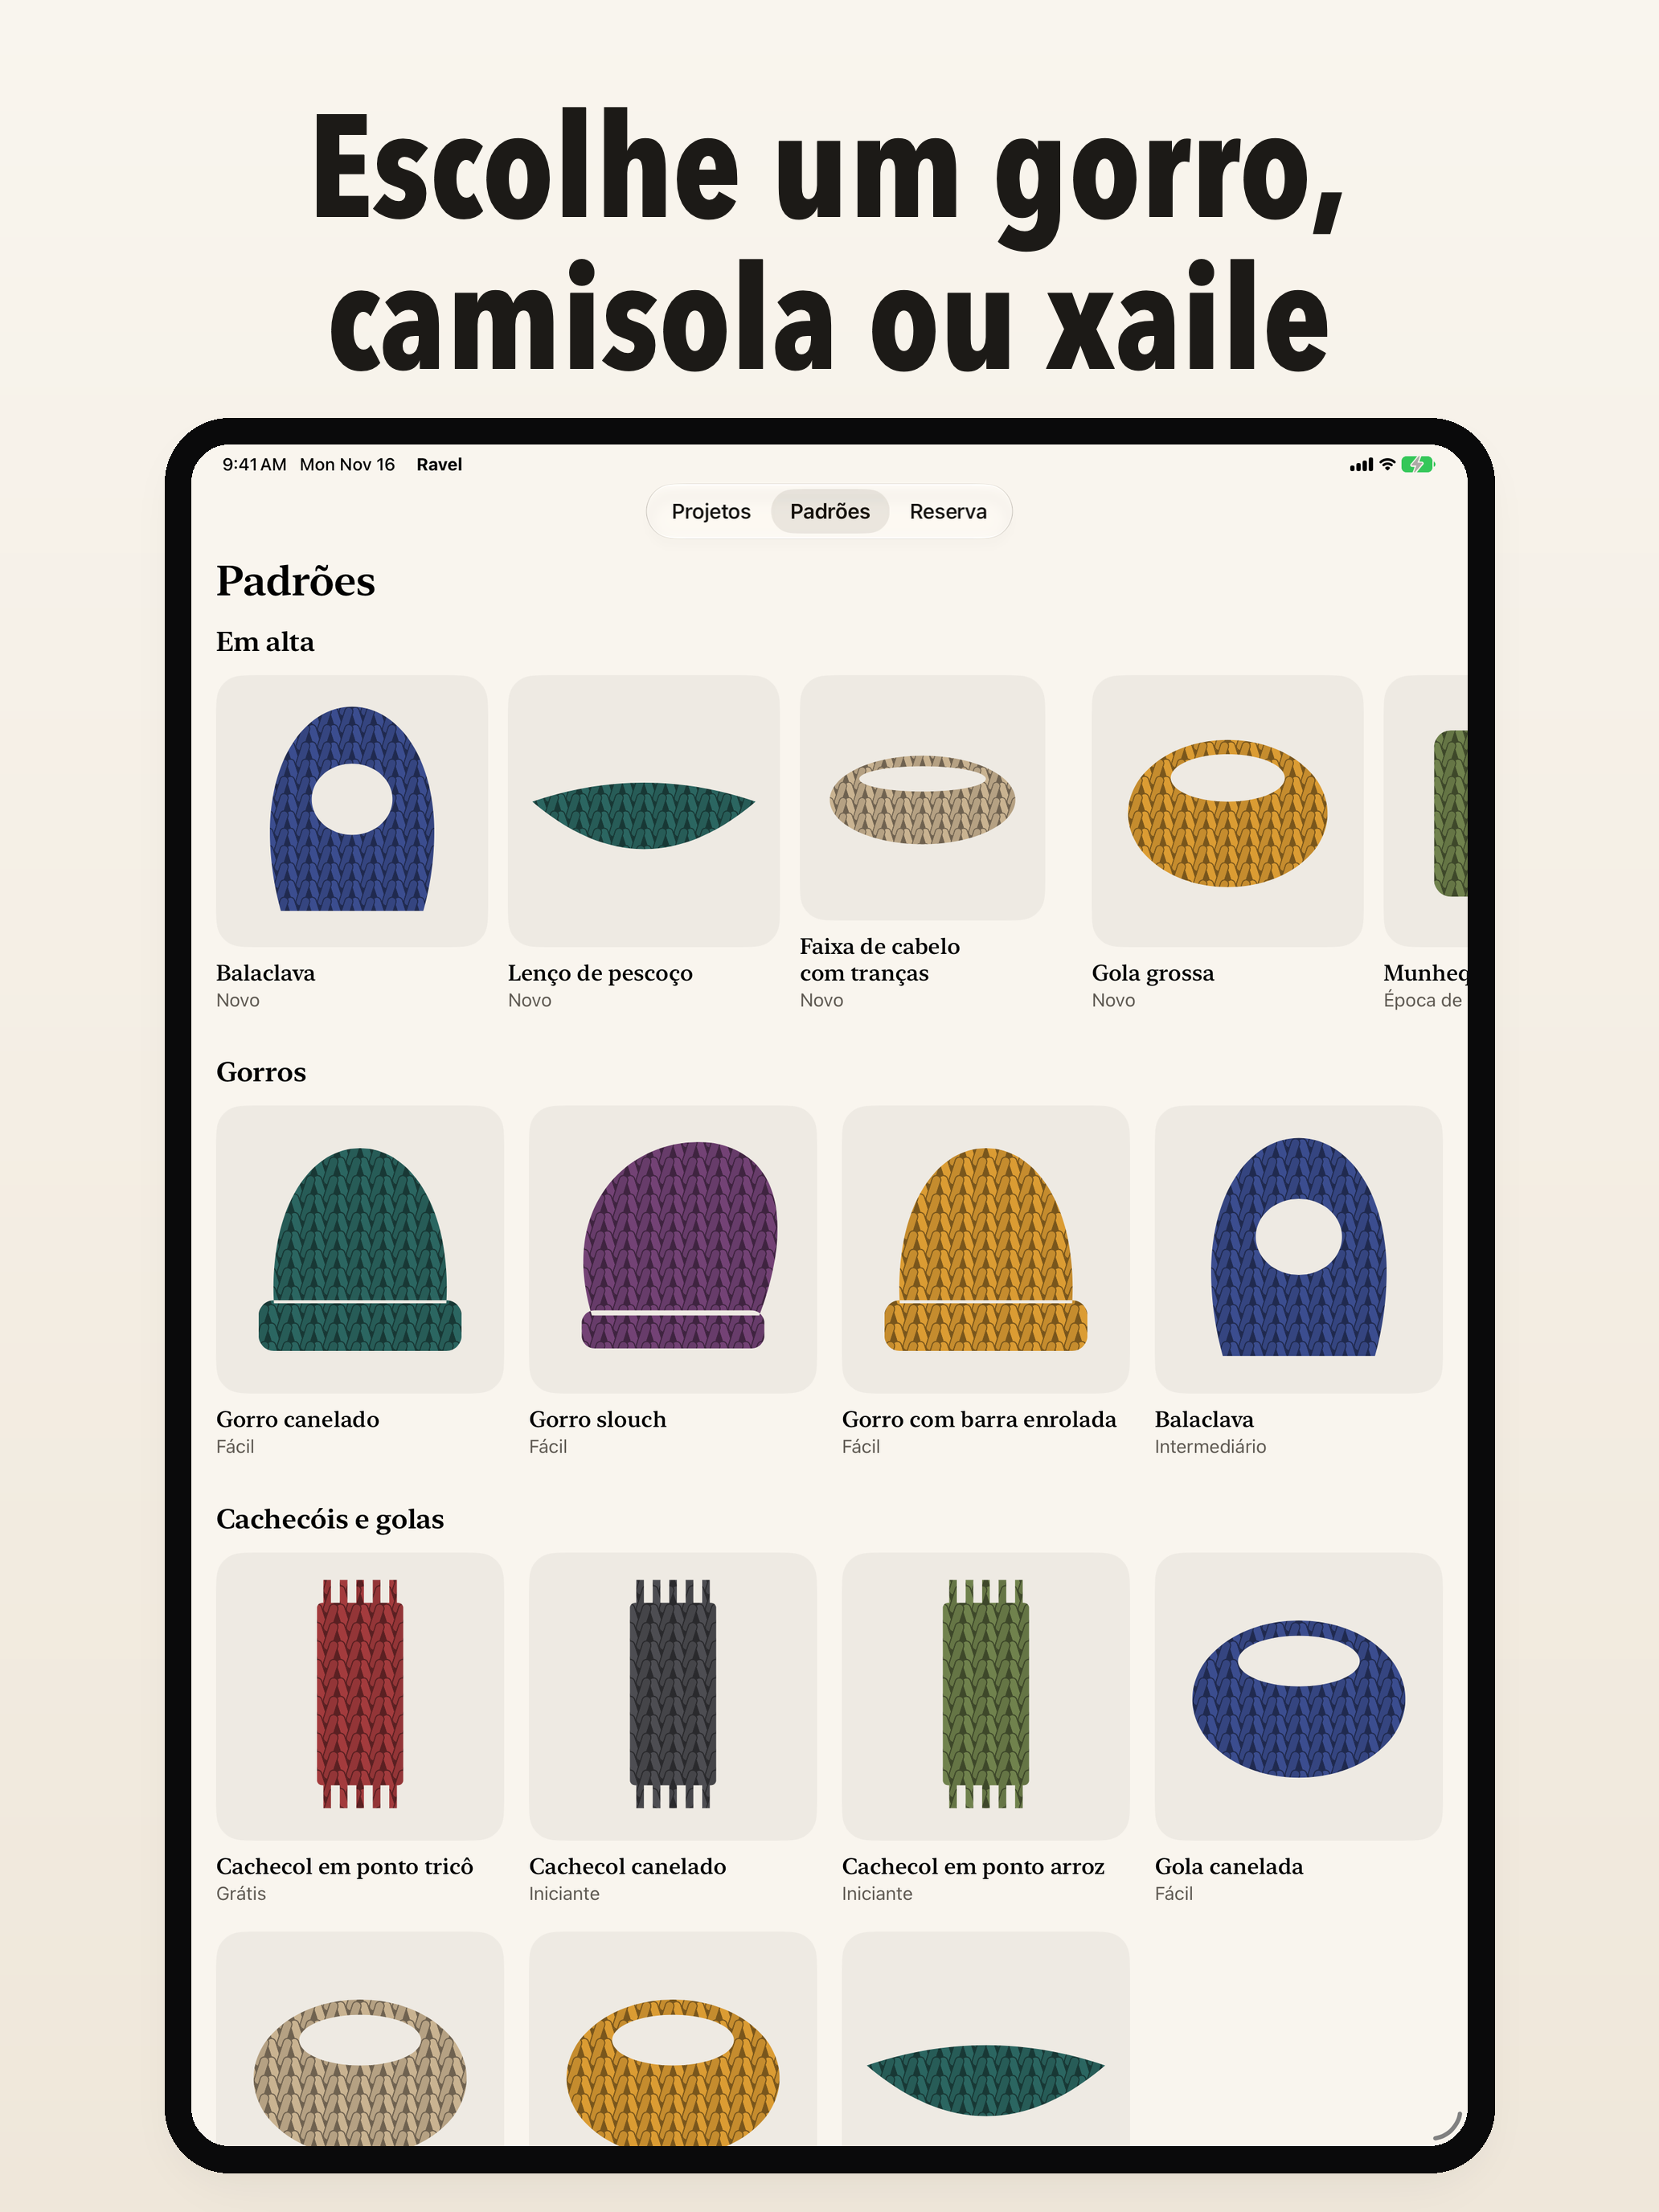 Escolhe um gorro,
camisola ou xaile
9:41 AM Mon Nov 16 Ravel
Projetos Padrões Reserva
Padrões
Em alta
Balaclava
Novo
Lenço de pescoço
Novo
Faixa de cabelo
com tranças
Novo
Gola grossa
Novo
Munheq
Época de
Gorros
Gorro canelado
Fácil
Gorro slouch
Fácil
Gorro com barra enrolada
Fácil
Balaclava
Intermediário
Cachecóis e golas
Cachecol em ponto tricô
Grátis
Cachecol canelado
Iniciante
Cachecol em ponto arroz
Iniciante
Gola canelada
Fácil